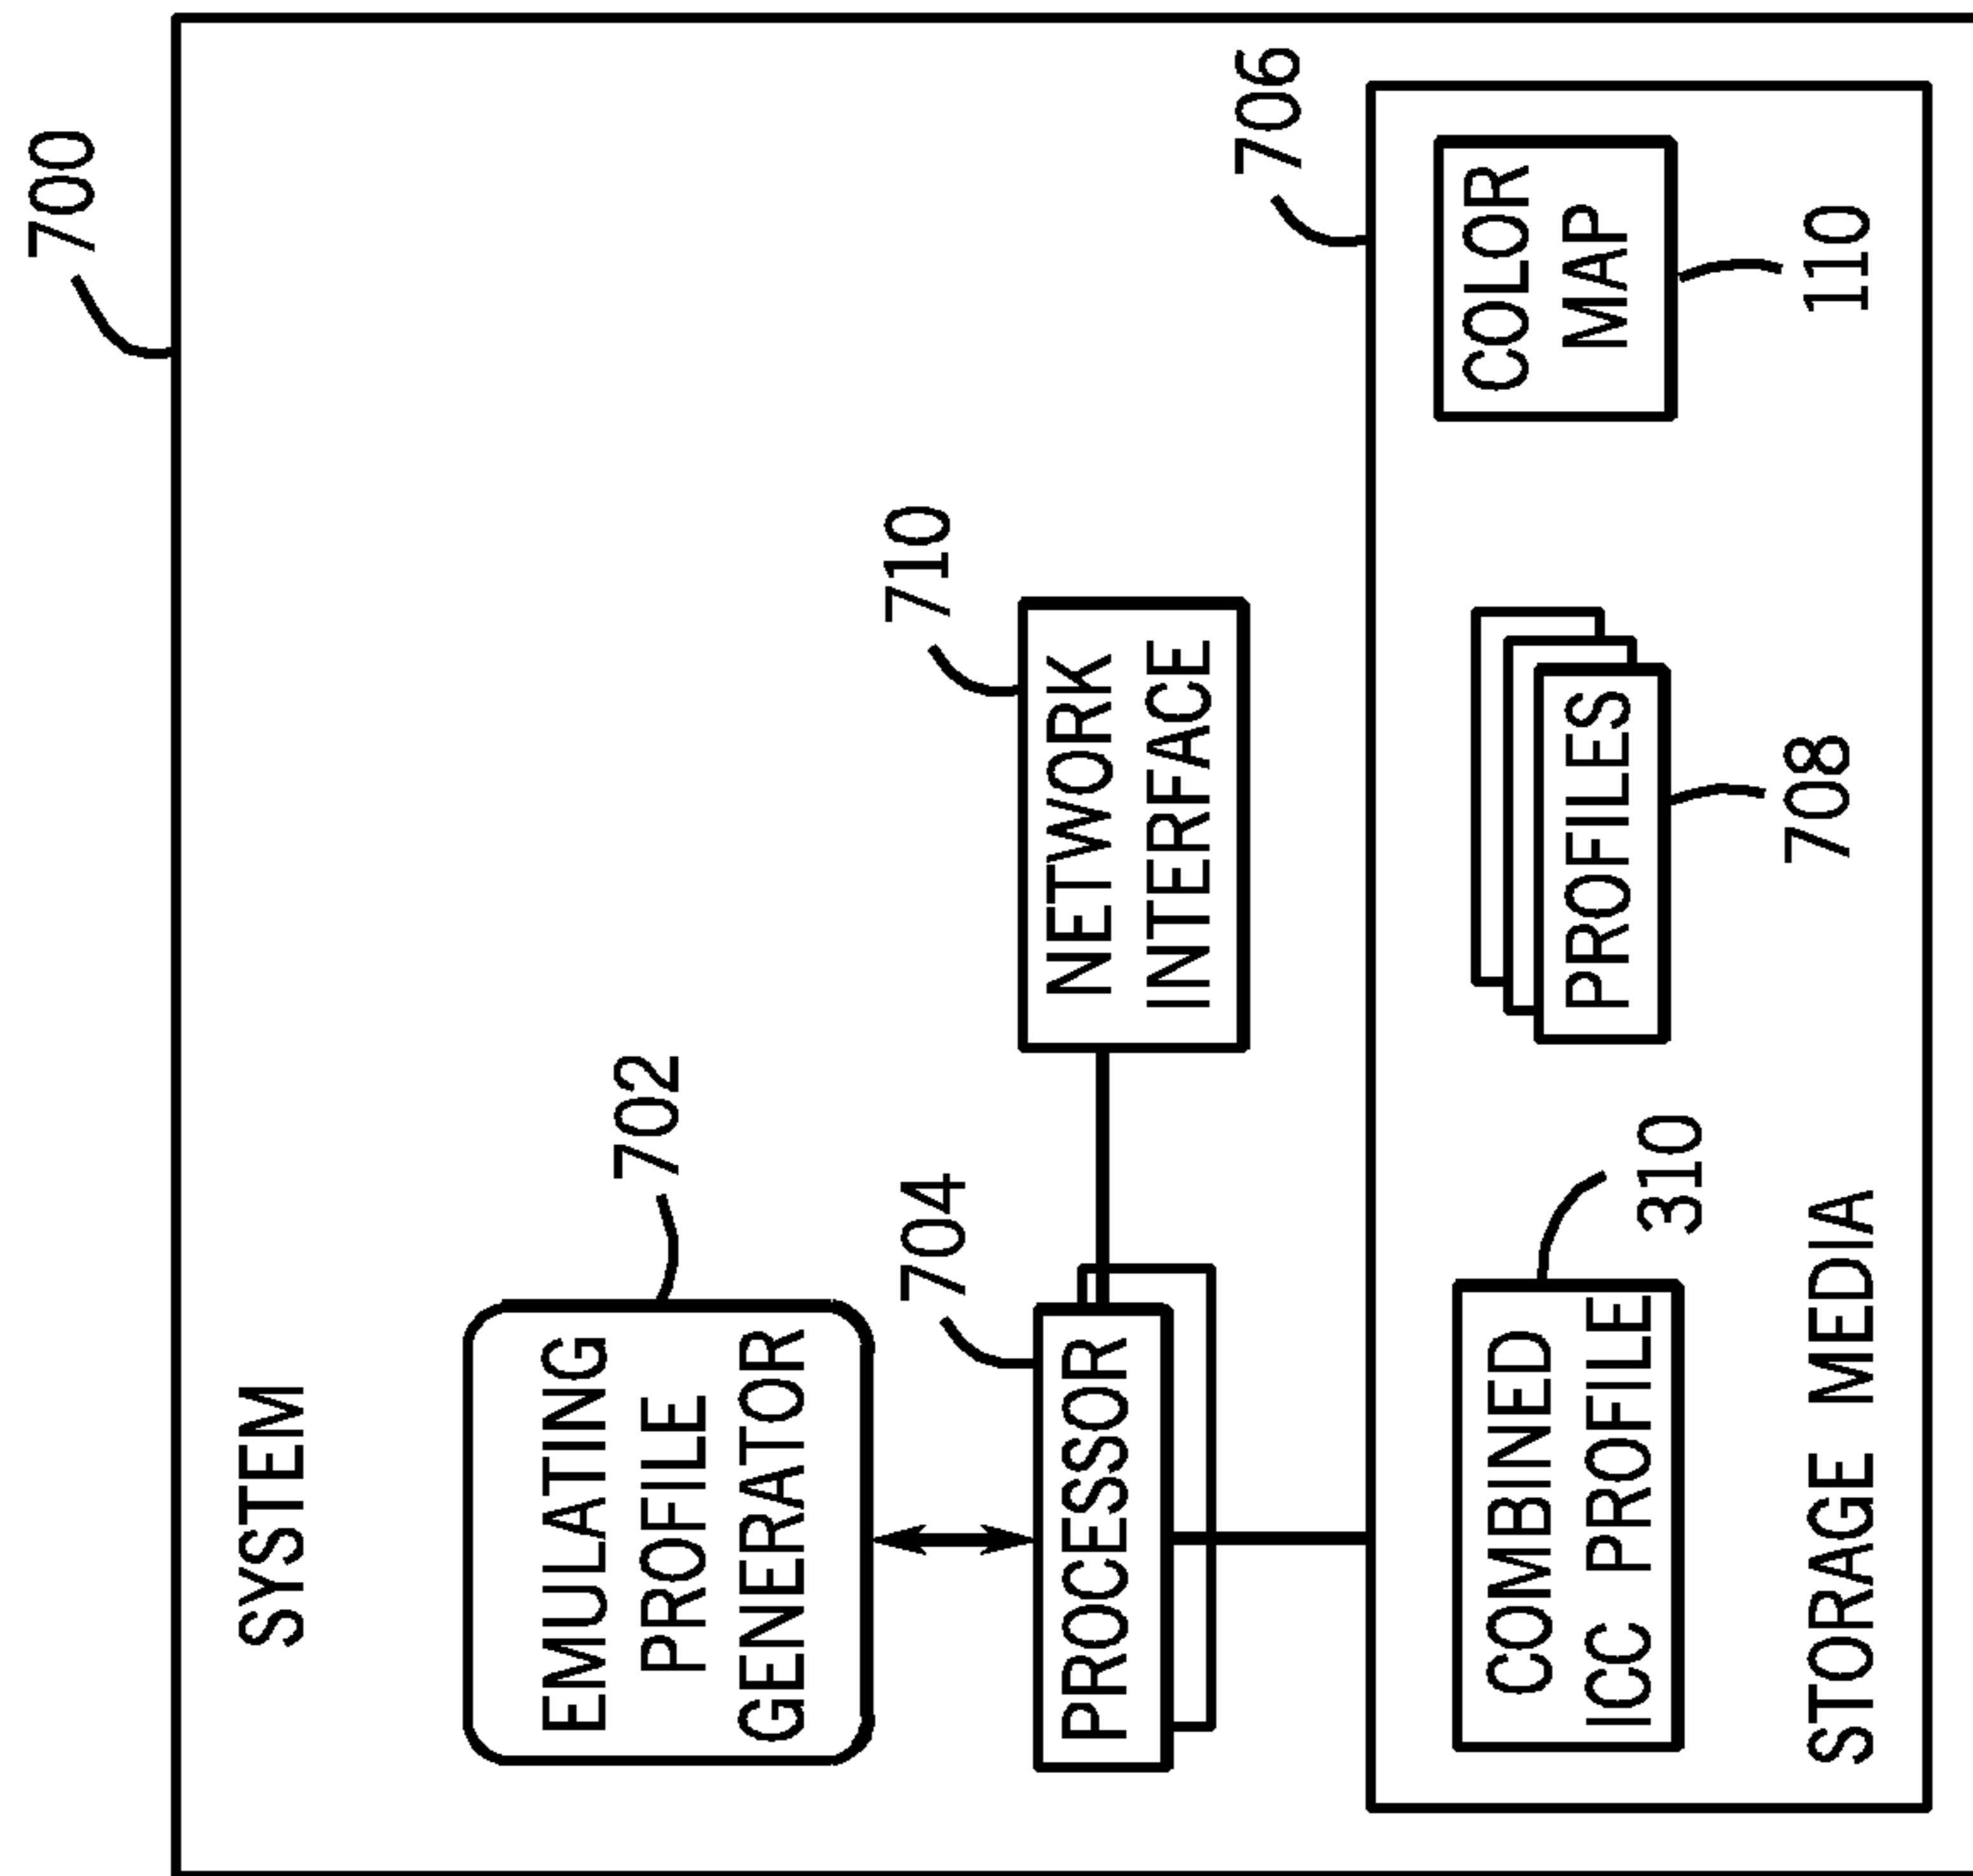 700
SYSTEM
702
EMULATING
PROFILE
GENERATOR
704
PROCESSOR
710
NETWORK
INTERFACE
706
COMBINED
ICC PROFILE
310
PROFILES
708
COLOR
MAP
110
STORAGE MEDIA